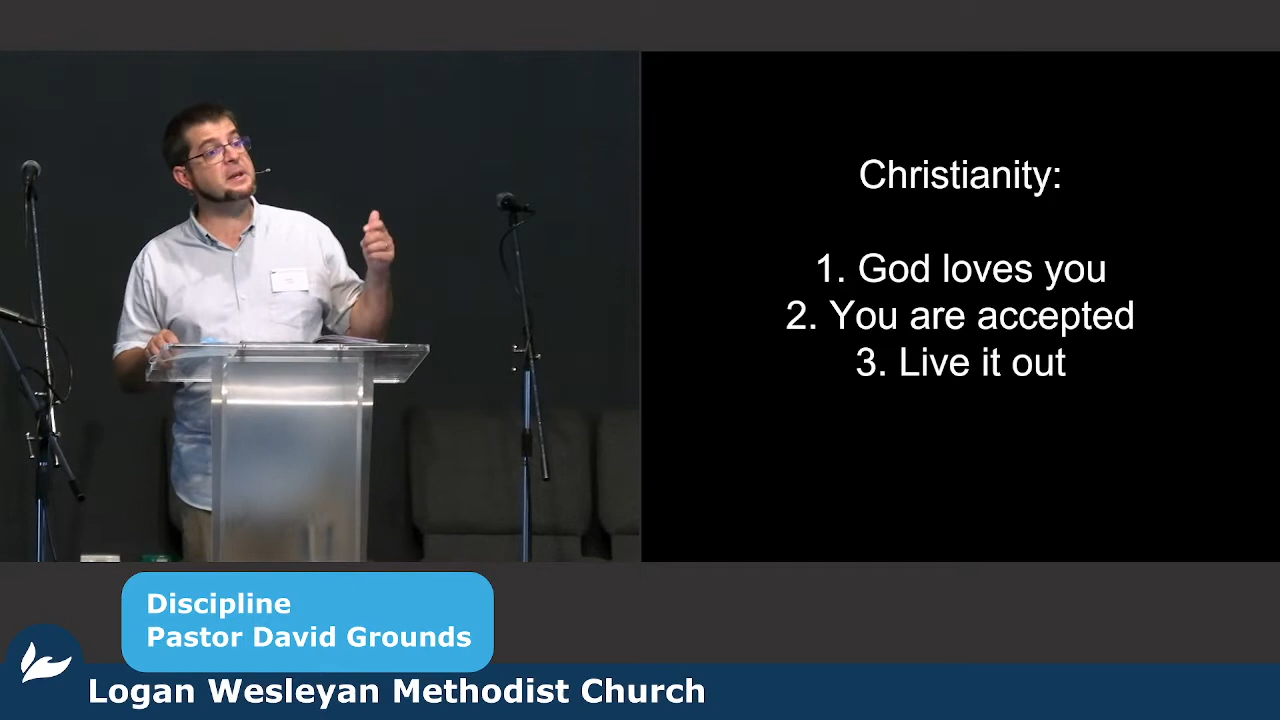 Christianity:
1. God loves you
2. You are accepted
3. Live it out
Discipline
Pastor David Grounds
Logan Wesleyan Methodist Church